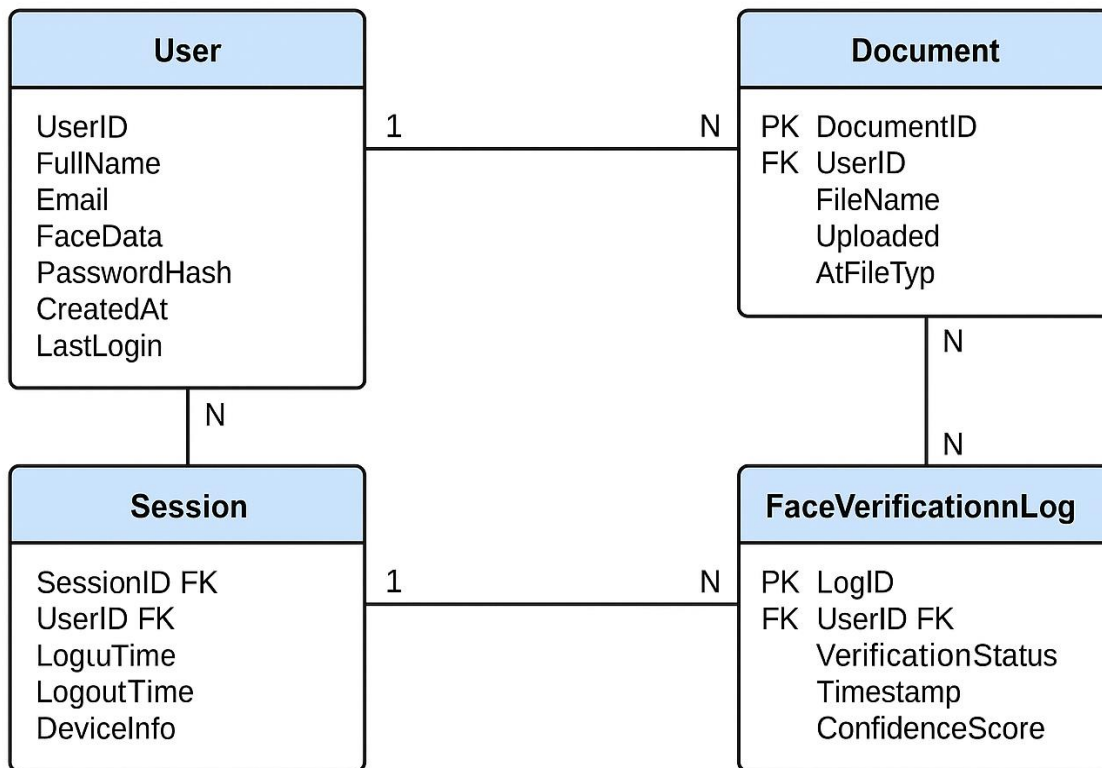 User
UserID
FullName
Email
FaceData
PasswordHash
CreatedAt
LastLogin
1
N
Document
PK DocumentID
FK UserID
FileName
Uploaded
AtFileTyp
N
N
N
Session
SessionID FK
UserID FK
LogɩuTime
LogoutTime
DeviceInfo
1
N
FaceVerificationnLog
PK LogID
FK UserID FK
VerificationStatus
Timestamp
ConfidenceScore